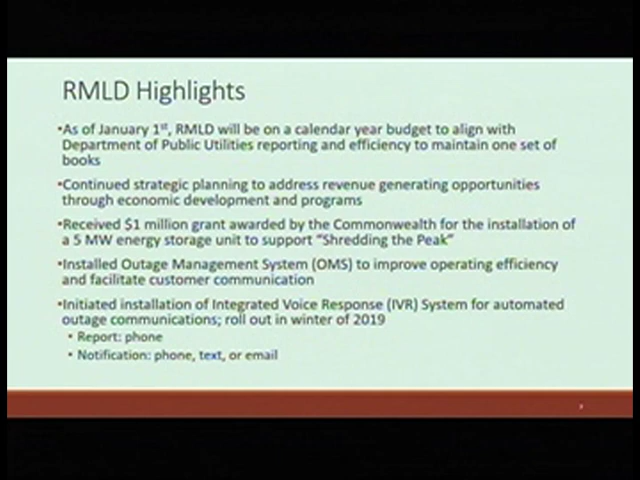 RMLD Highlights
•As of January 1st, RMLD will be on a calendar year budget to align with
Department of Public Utilities reporting and efficiency to maintain one set of
books
•Continued strategic planning to address revenue generating opportunities
through economic development and programs
•Received $1 million grant awarded by the Commonwealth for the installation of
a 5 MW energy storage unit to support “Shredding the Peak”
•Installed Outage Management System (OMS) to improve operating efficiency
and facilitate customer communication
•Initiated installation of Integrated Voice Response (IVR) System for automated
outage communications; roll out in winter of 2019
• Report: phone
• Notification: phone, text, or email